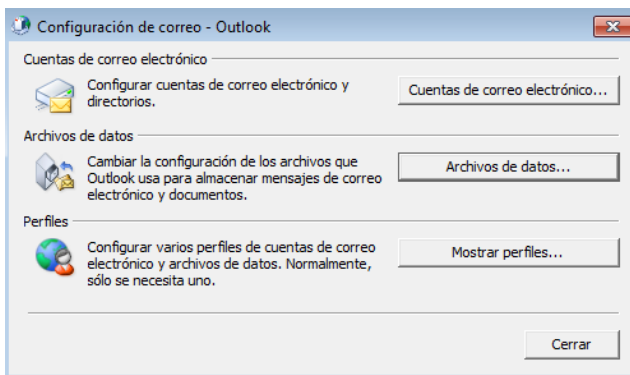 Configuración de correo - Outlook
Cuentas de correo electrónico
Configurar cuentas de correo electrónico y
directorios.
Cuentas de correo electrónico...
Archivos de datos
Cambiar la configuración de los archivos que
Outlook usa para almacenar mensajes de correo
electrónico y documentos.
Archivos de datos...
Perfiles
Configurar varios perfiles de cuentas de correo
electrónico y archivos de datos. Normalmente,
sólo se necesita uno.
Mostrar perfiles...
Cerrar